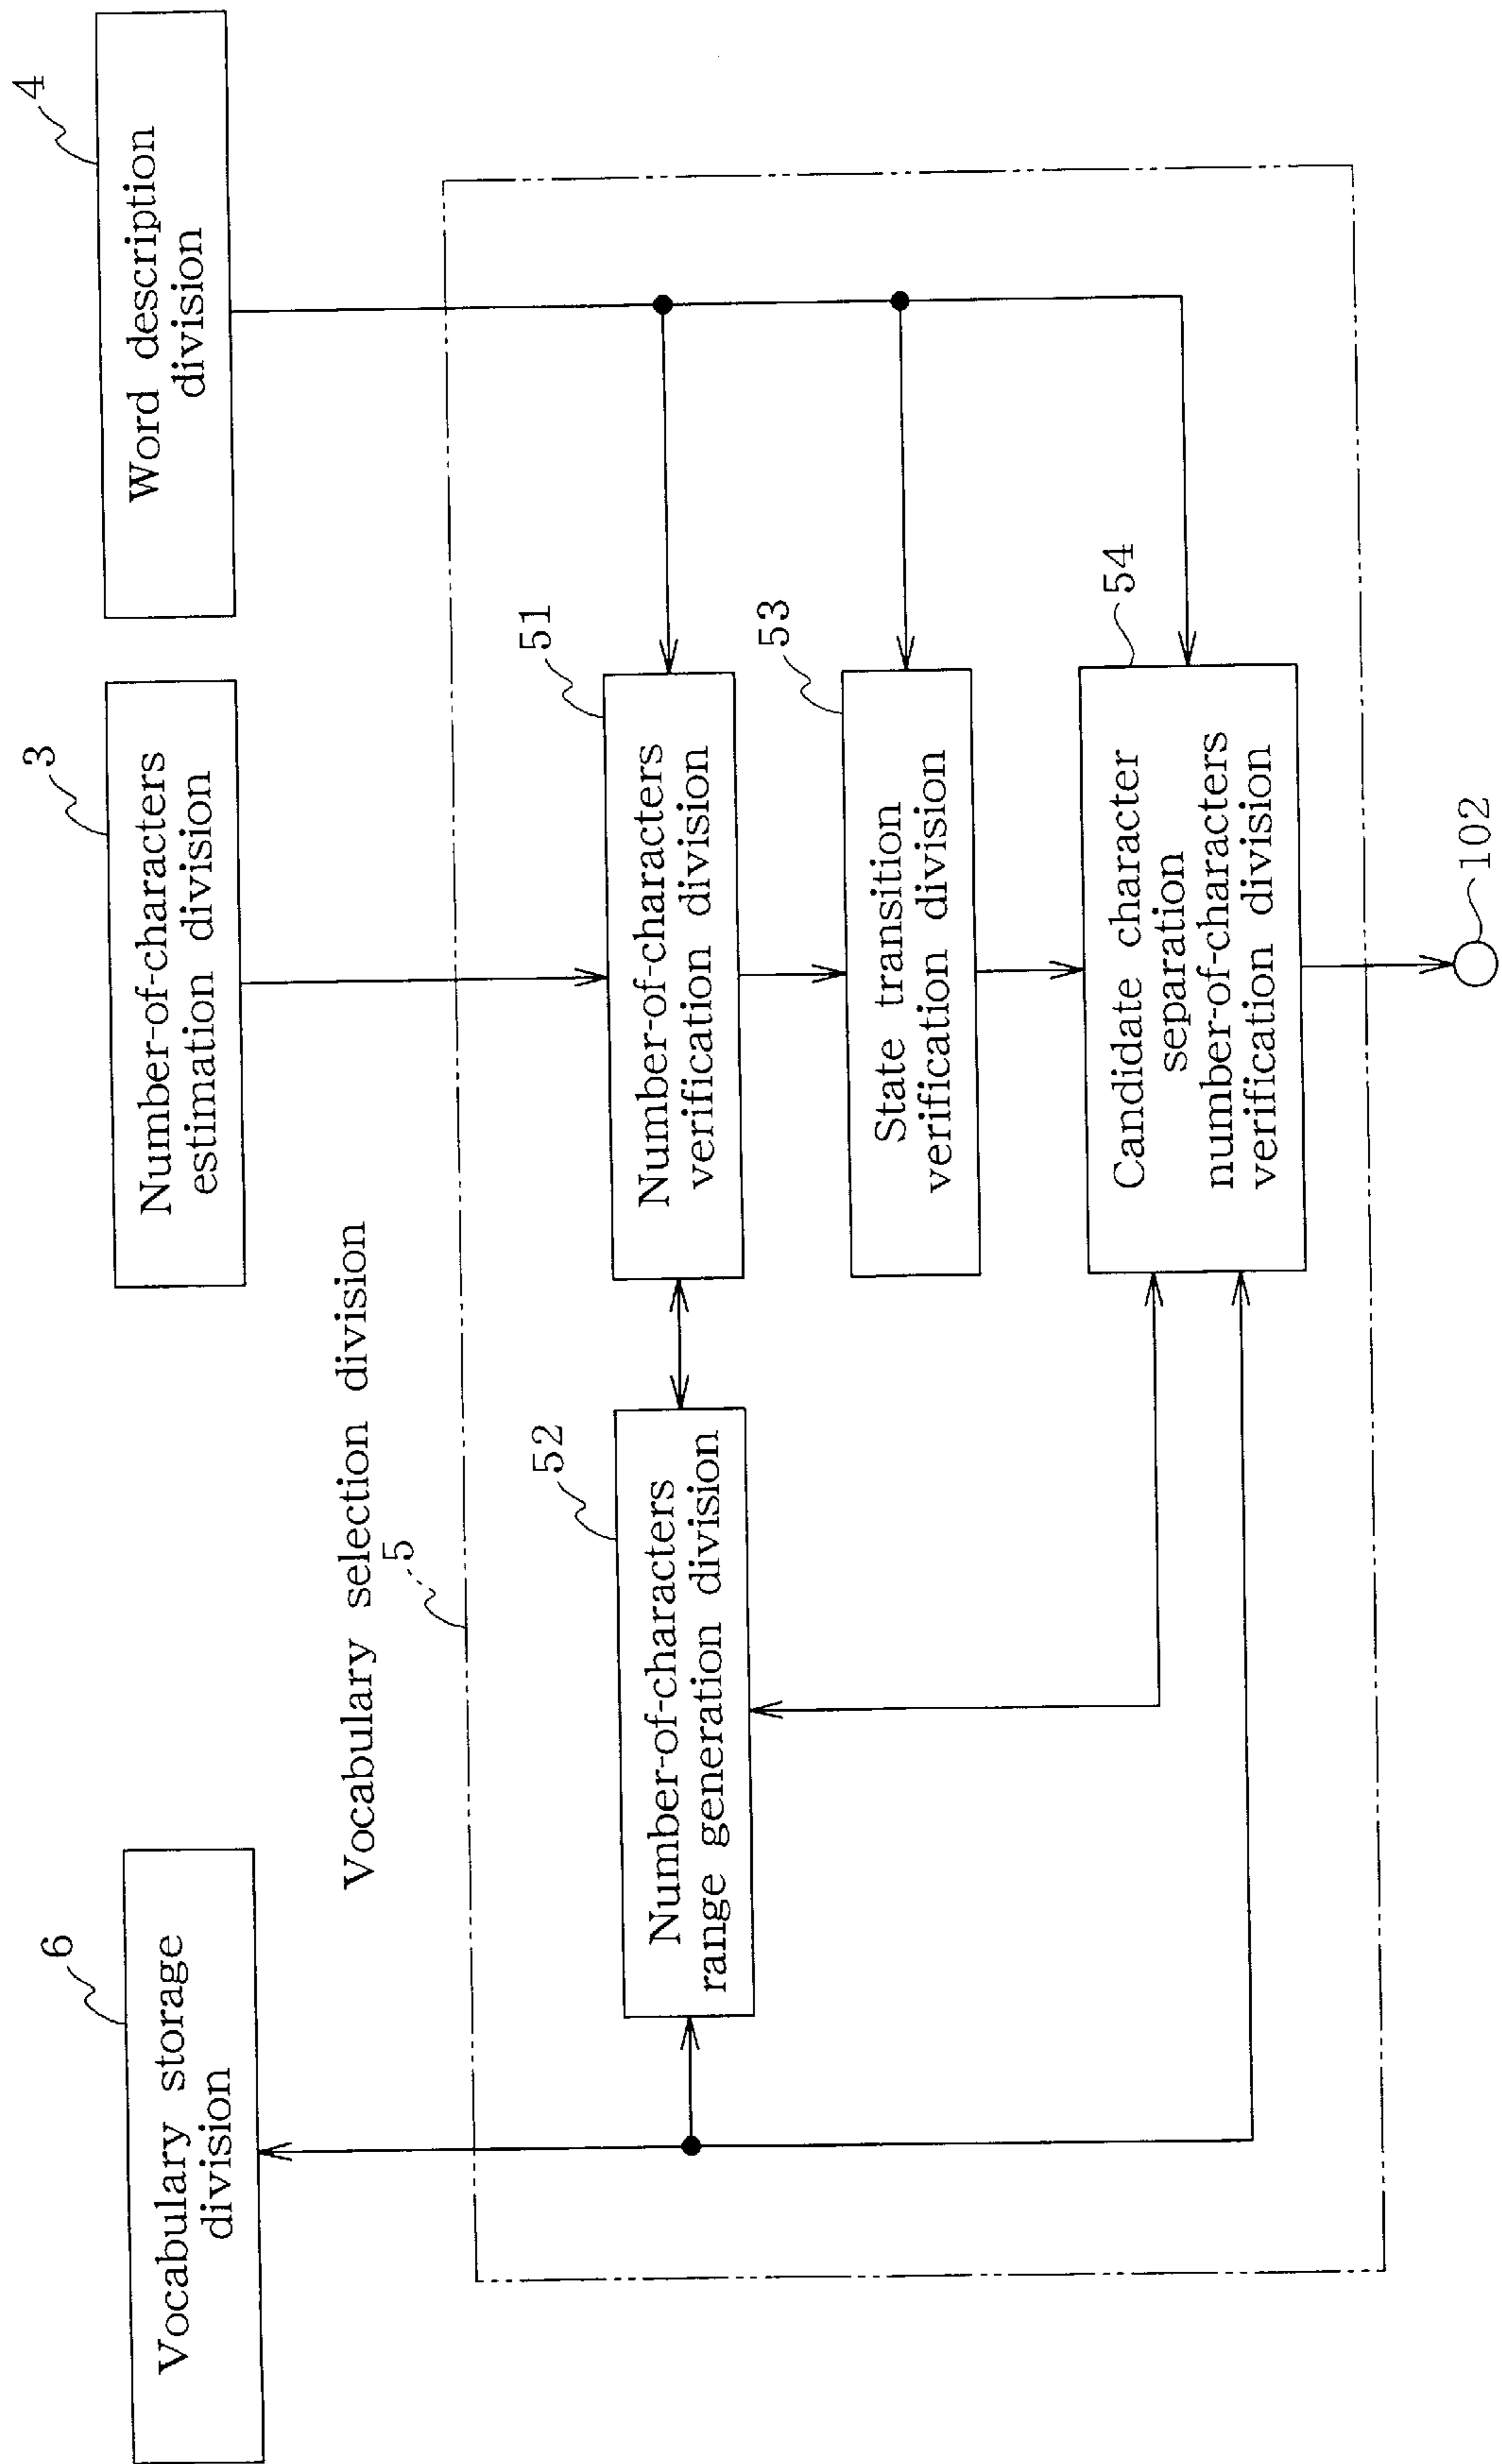 6
Vocabulary storage
division
3
Number-of-characters
estimation division
4
Word description
division
Vocabulary selection division
5
52
Number-of-characters
range generation division
51
Number-of-characters
verification division
53
State transition
verification division
54
Candidate character
separation
number-of-characters
verification division
102